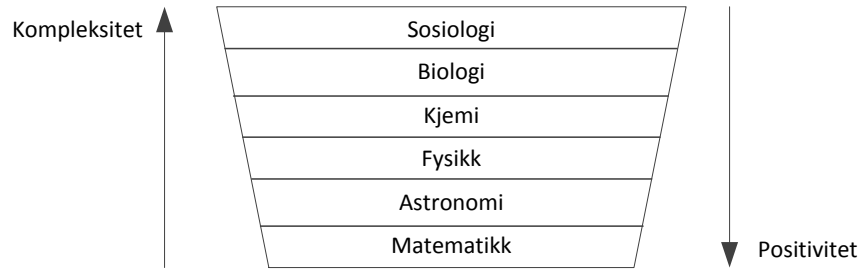 Kompleksitet
Sosiologi
Biologi
Kjemi
Fysikk
Astronomi
Matematikk
Positivitet